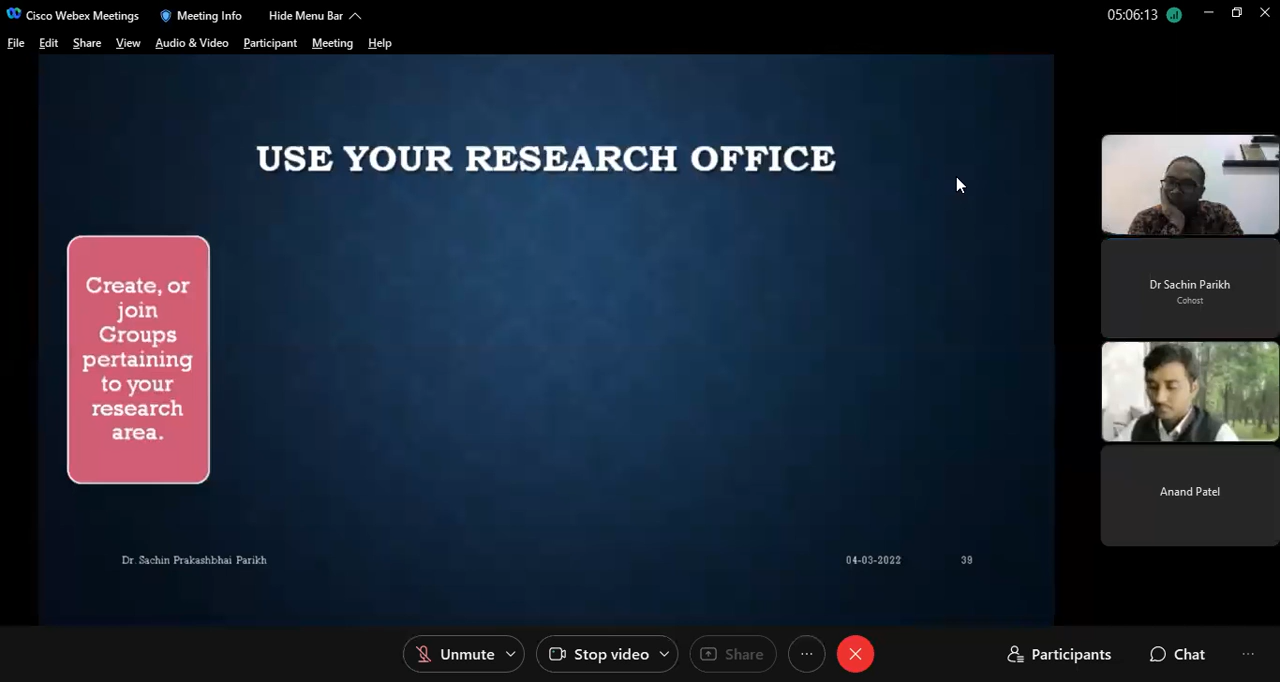 Cisco Webex Meetings
Meeting Info
Hide Menu Bar
05:06:13
File Edit Share View Audio & Video Participant Meeting Help
USE YOUR RESEARCH OFFICE
Create, or
join
Groups
pertaining
to your
research
area.
Dr. Sachin Prakashbhai Parikh
04-03-2022
39
Dr Sachin Parikh
Cohost
Anand Patel
Unmute
Stop video
Share
Participants
Chat